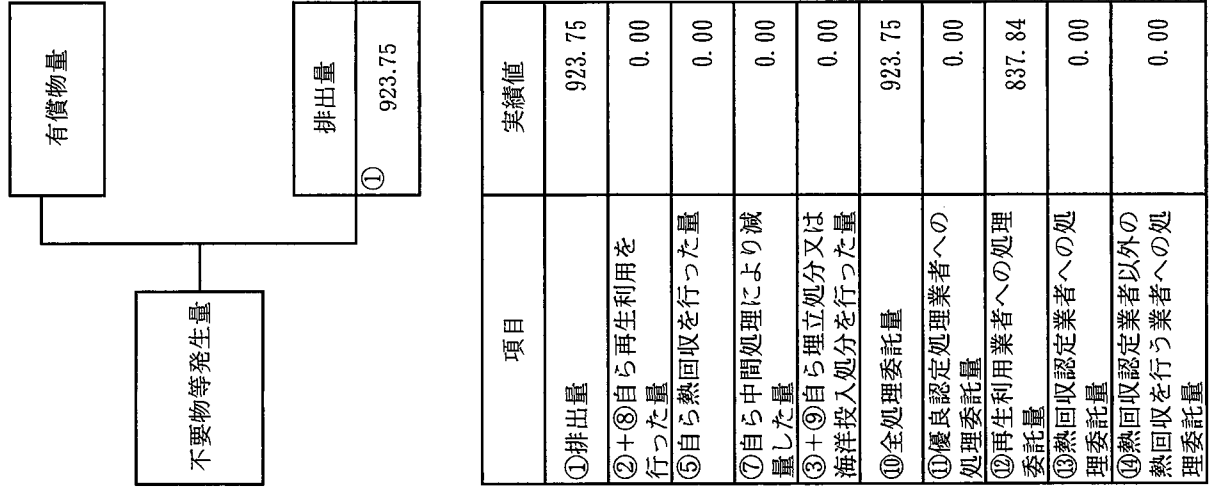 不要物等発生量
有償物量
排出量
①
923.75
項目
実績値
①排出量
923.75
②+⑧自ら再生利用を
行った量
0.00
⑤自ら熱回収を行った量
0.00
⑦自ら中間処理により減
量した量
0.00
③+⑨自ら埋立処分又は
海洋投入処分を行った量
0.00
⑩全処理委託量
923.75
⑪優良認定処理業者への
処理委託量
0.00
⑫再生利用業者への処理
委託量
837.84
⑬熱回収認定業者への処
理委託量
0.00
⑭熱回収認定業者以外の
熱回収を行う業者への処
理委託量
0.00